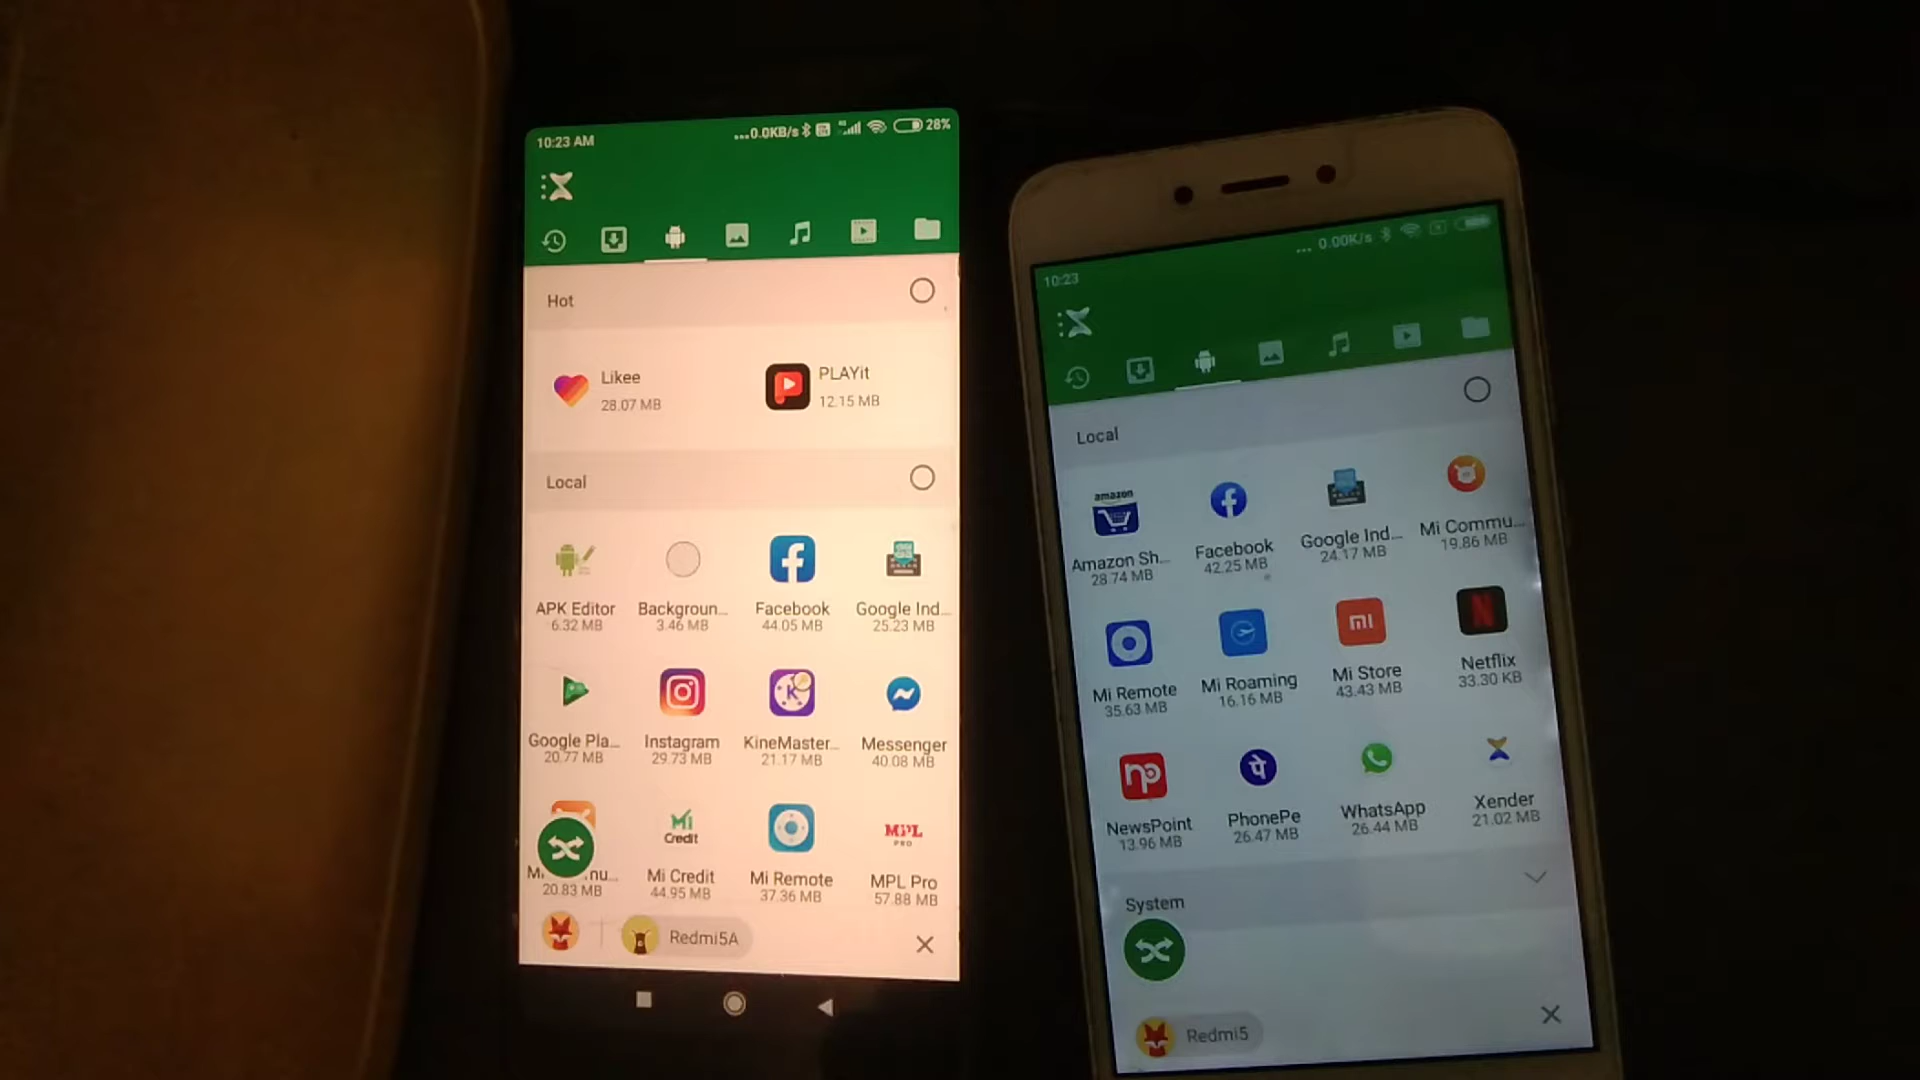 10:23 AM
...0.0KB/s
28%
Hot
Likee
28.07 MB
PLAYit
12.15 MB
Local
APK Editor
6.32 MB
Backgroun...
3.46 MB
Facebook
44.05 MB
Google Ind...
25.23 MB
Google Pla...
20.77 MB
Instagram
29.73 MB
KineMaster...
21.17 MB
Messenger
40.08 MB
20.83 MB
Mi
Credit
Mi Credit
44.95 MB
Mi Remote
37.36 MB
MPL
PRO
MPL Pro
57.88 MB
Redmi5A
10:23
... 0.00K/s
Local
amazon
Amazon Sh...
28.74 MB
Facebook
42.25 MB
Google Ind...
24.17 MB
Mi Commu...
19.86 MB
Mi Remote
35.63 MB
Mi Roaming
16.16 MB
mi
Mi Store
43.43 MB
N
Netflix
33.30 KB
np
NewsPoint
13.96 MB
पे
PhonePe
26.47 MB
WhatsApp
26.44 MB
Xender
21.02 MB
System
Redmi5